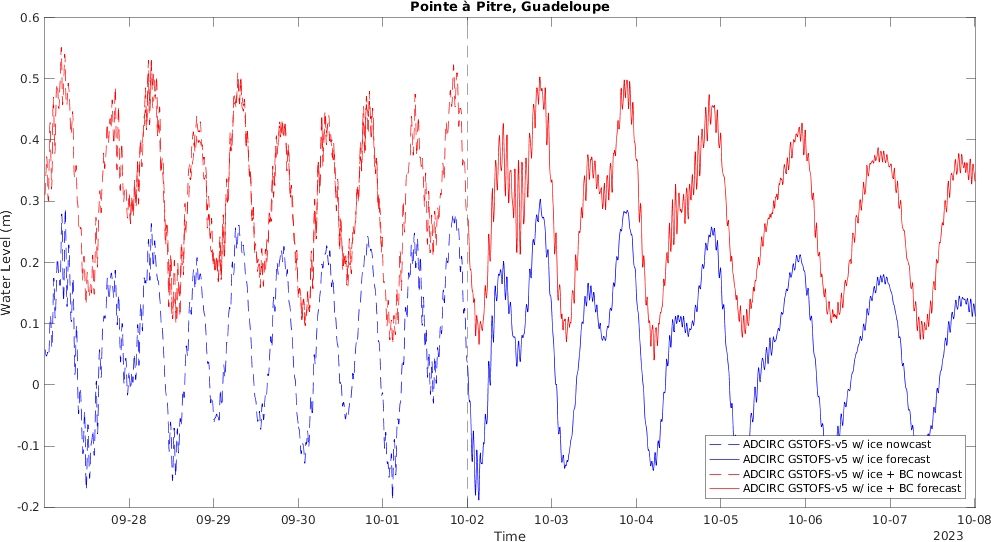 Pointe à Pitre, Guadeloupe
0.6
0.5
0.4
0.3
0.2
0.1
0
-0.1
-0.2
Water Level (m)
ADCIRC GSTOFS-v5 w/ ice nowcast
ADCIRC GSTOFS-v5 w/ ice forecast
ADCIRC GSTOFS-v5 w/ ice + BC nowcast
ADCIRC GSTOFS-v5 w/ ice + BC forecast
09-28 09-29 09-30 10-01 10-02 10-03 10-04 10-05 10-06 10-07 10-08
Time
2023